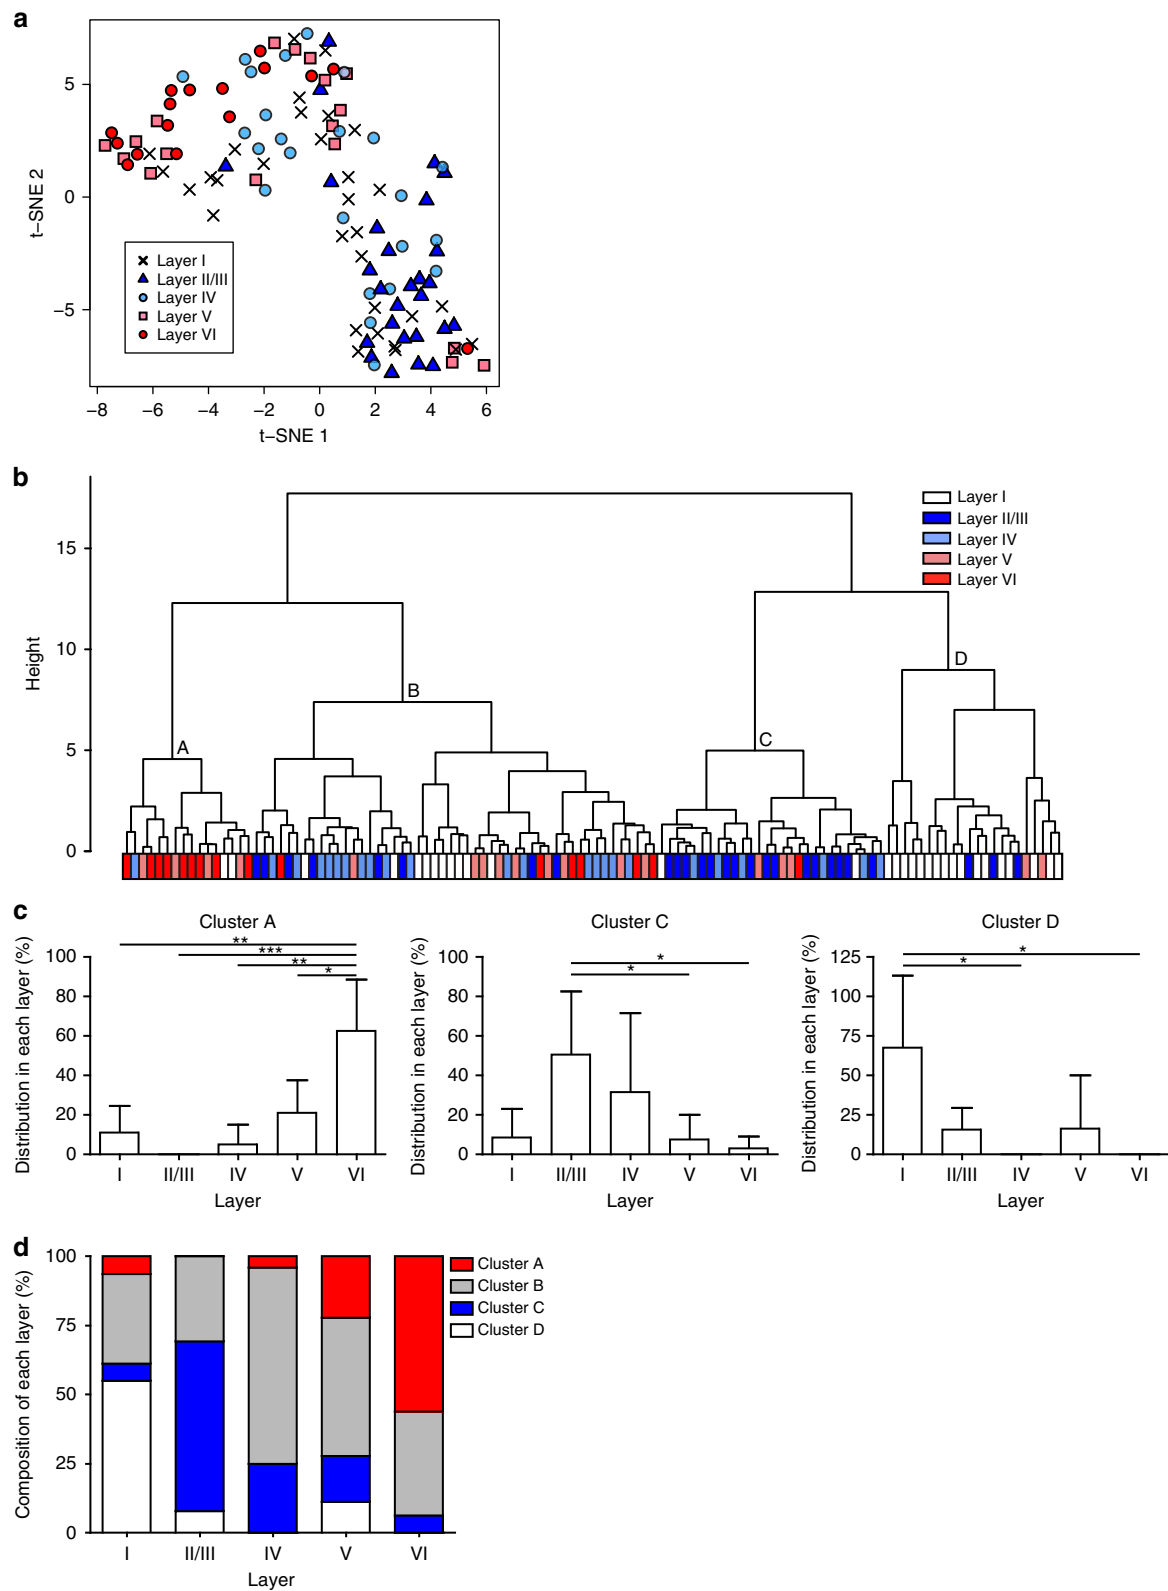 a
t–SNE 2
5
0
−5
Layer I
Layer II/III
Layer IV
Layer V
Layer VI
−8 −6 −4 −2 0 2 4 6
t–SNE 1
b
Height
15
10
5
0
Layer I
Layer II/III
Layer IV
Layer V
Layer VI
A
B
C
D
c
Cluster A
Distribution in each layer (%)
100
80
60
40
20
0
**
***
**
*
I II/III IV V VI
Layer
Cluster C
Distribution in each layer (%)
100
80
60
40
20
0
*
*
I II/III IV V VI
Layer
Cluster D
Distribution in each layer (%)
125
100
75
50
25
0
*
*
I II/III IV V VI
Layer
d
Composition of each layer (%)
100
75
50
25
0
Cluster A
Cluster B
Cluster C
Cluster D
I II/III IV V VI
Layer